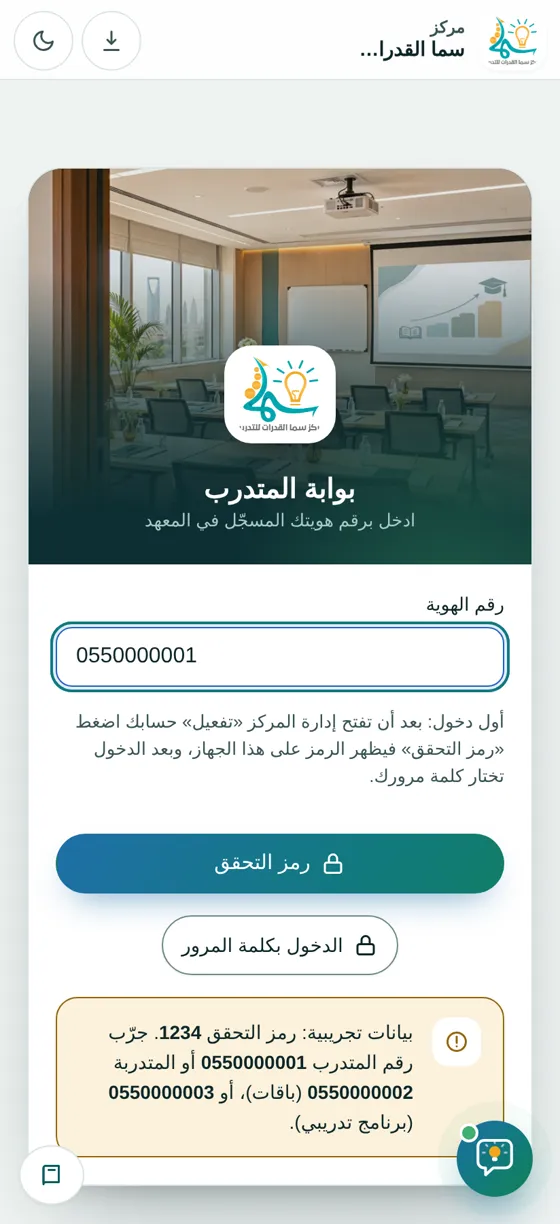 مركز
سما القدرا...
بوابة المتدرب
ادخل برقم هويتك المسجّل في المعهد
رقم الهوية
0550000001
أول دخول: بعد أن تفتح إدارة المركز «تفعيل» حسابك اضغط
«رمز التحقق» فيظهر الرمز على هذا الجهاز، وبعد الدخول
تختار كلمة مرورك.
رمز التحقق
الدخول بكلمة المرور
بيانات تجريبية: رمز التحقق 1234. جرّب
رقم المتدرب 0550000001 أو المتدربة
0550000002 (باقات)، أو 0550000003
(برنامج تدريبي).